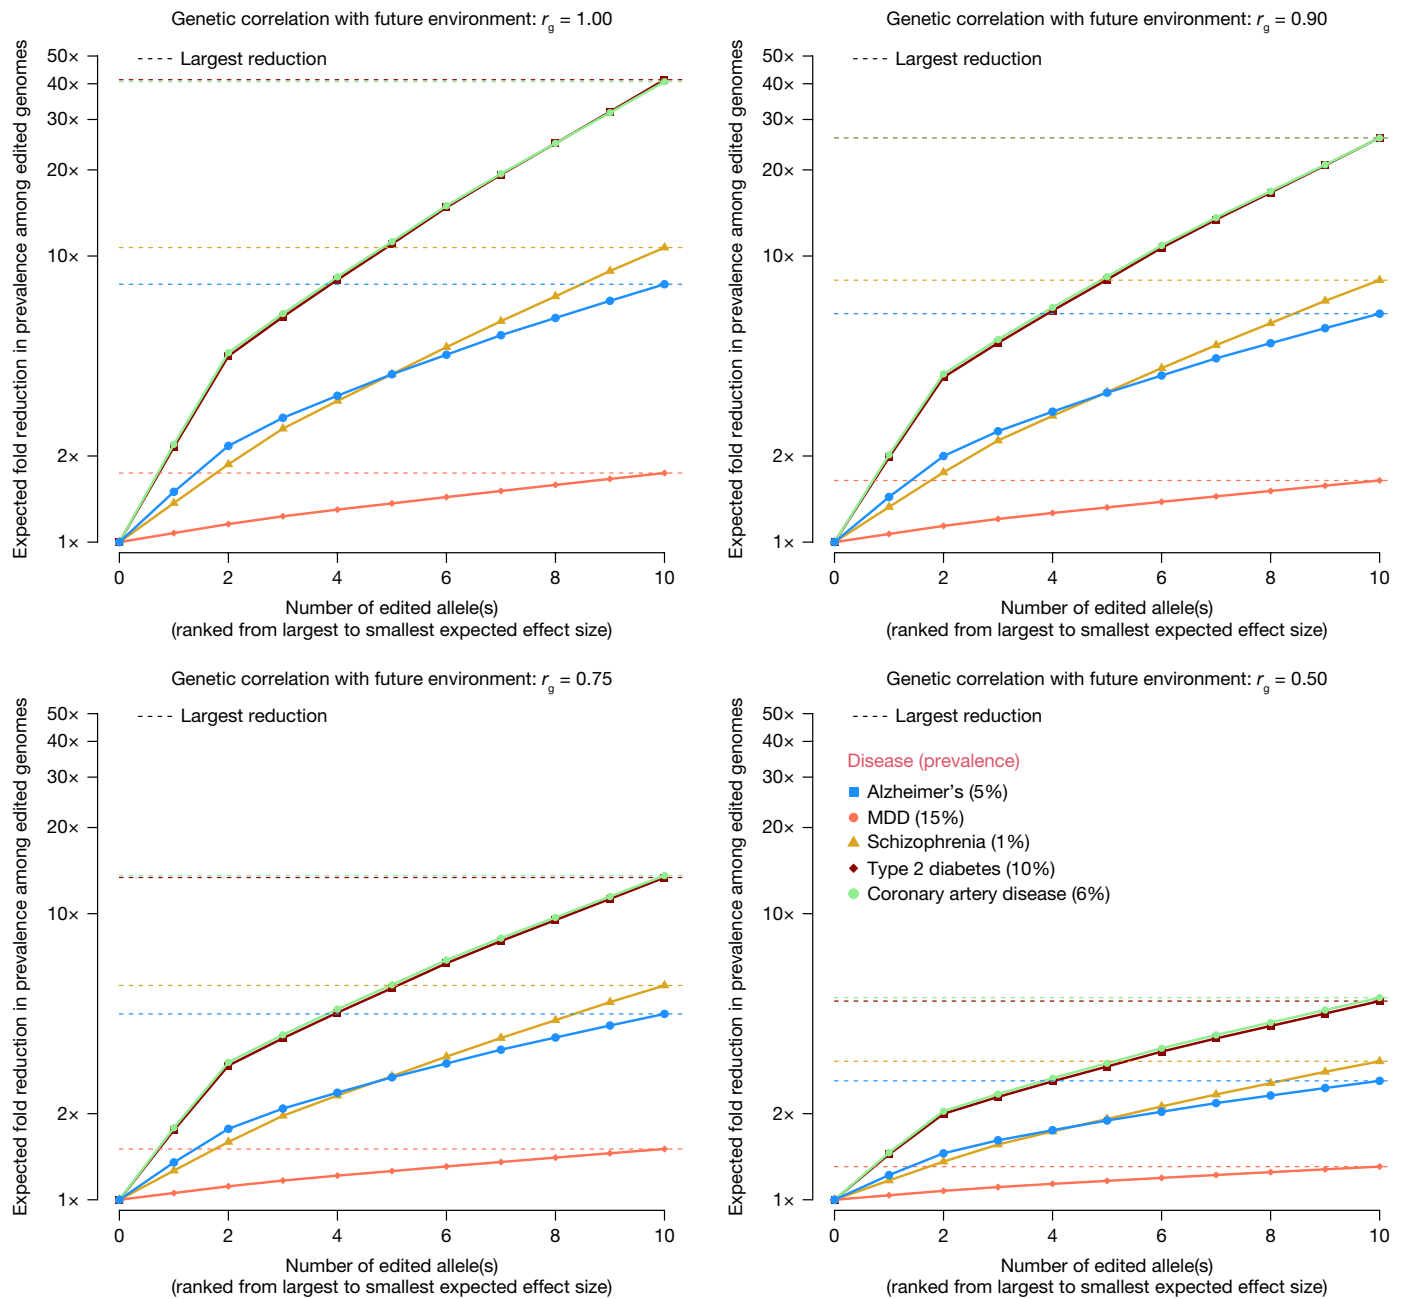 Genetic correlation with future environment: rg = 1.00
Expected fold reduction in prevalence among edited genomes
50×
40×
30×
20×
10×
2×
1×
Largest reduction
0 2 4 6 8 10
Number of edited allele(s)
(ranked from largest to smallest expected effect size)
Genetic correlation with future environment: rg = 0.90
Expected fold reduction in prevalence among edited genomes
50×
40×
30×
20×
10×
2×
1×
Largest reduction
0 2 4 6 8 10
Number of edited allele(s)
(ranked from largest to smallest expected effect size)
Genetic correlation with future environment: rg = 0.75
Expected fold reduction in prevalence among edited genomes
50×
40×
30×
20×
10×
2×
1×
Largest reduction
0 2 4 6 8 10
Number of edited allele(s)
(ranked from largest to smallest expected effect size)
Genetic correlation with future environment: rg = 0.50
Expected fold reduction in prevalence among edited genomes
50×
40×
30×
20×
10×
2×
1×
Largest reduction
Disease (prevalence)
Alzheimer's (5%)
MDD (15%)
Schizophrenia (1%)
Type 2 diabetes (10%)
Coronary artery disease (6%)
0 2 4 6 8 10
Number of edited allele(s)
(ranked from largest to smallest expected effect size)